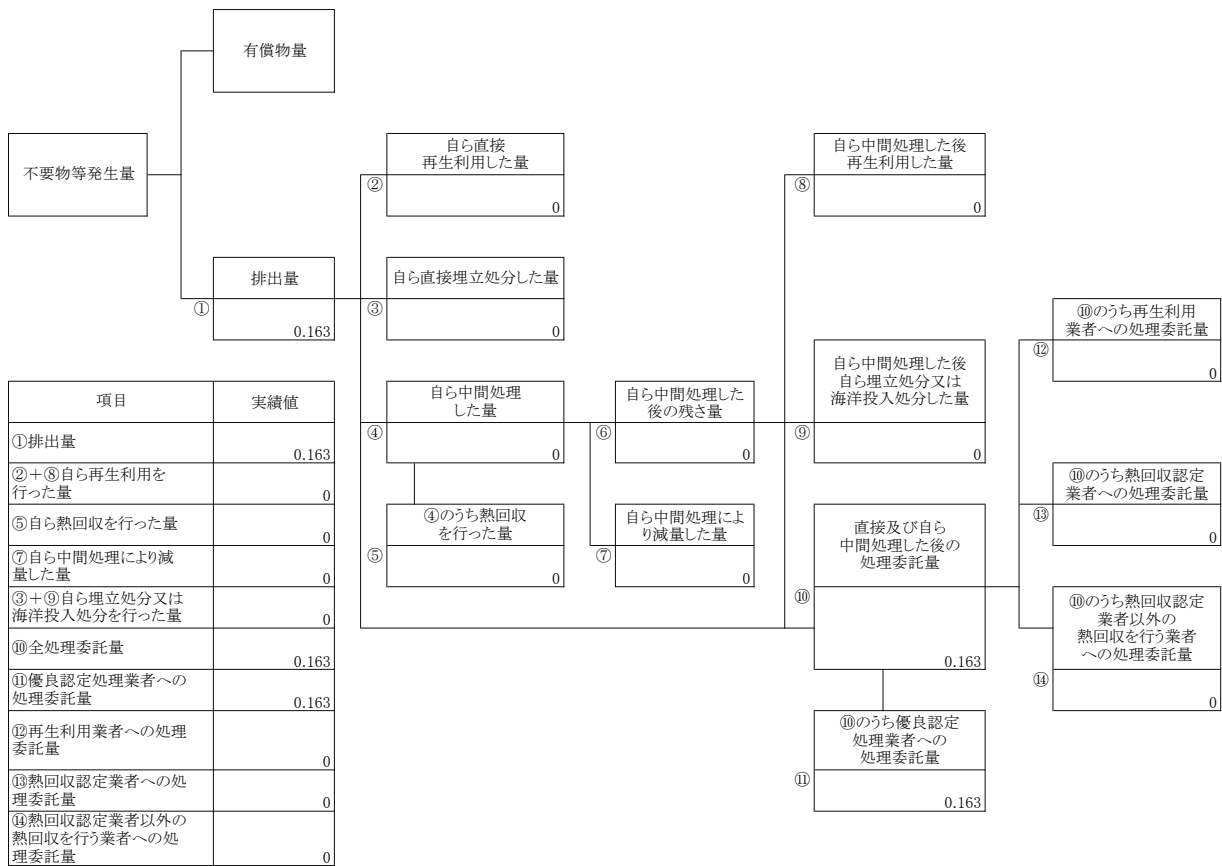 有償物量
不要物等発生量
排出量
①
0.163
自ら直接
再生利用した量
②
0
自ら直接埋立処分した量
③
0
自ら中間処理
した量
④
0
④のうち熱回収
を行った量
⑤
0
自ら中間処理した
後の残さ量
⑥
0
自ら中間処理によ
り減量した量
⑦
0
自ら中間処理した後
再生利用した量
⑧
0
自ら中間処理した後
自ら埋立処分又は
海洋投入処分した量
⑨
0
直接及び自ら
中間処理した後の
処理委託量
⑩
0.163
⑩のうち優良認定
処理業者への
処理委託量
⑪
0.163
⑩のうち再生利用
業者への処理委託量
⑫
0
⑩のうち熱回収認定
業者への処理委託量
⑬
0
⑩のうち熱回収認定
業者以外の
熱回収を行う業者
への処理委託量
⑭
0
項目 実績値
①排出量 0.163
②+⑧自ら再生利用を
行った量 0
⑤自ら熱回収を行った量 0
⑦自ら中間処理により減
量した量 0
③+⑨自ら埋立処分又は
海洋投入処分を行った量 0
⑩全処理委託量 0.163
⑪優良認定処理業者への
処理委託量 0.163
⑫再生利用業者への処理
委託量 0
⑬熱回収認定業者への処
理委託量 0
⑭熱回収認定業者以外の
熱回収を行う業者への処
理委託量 0